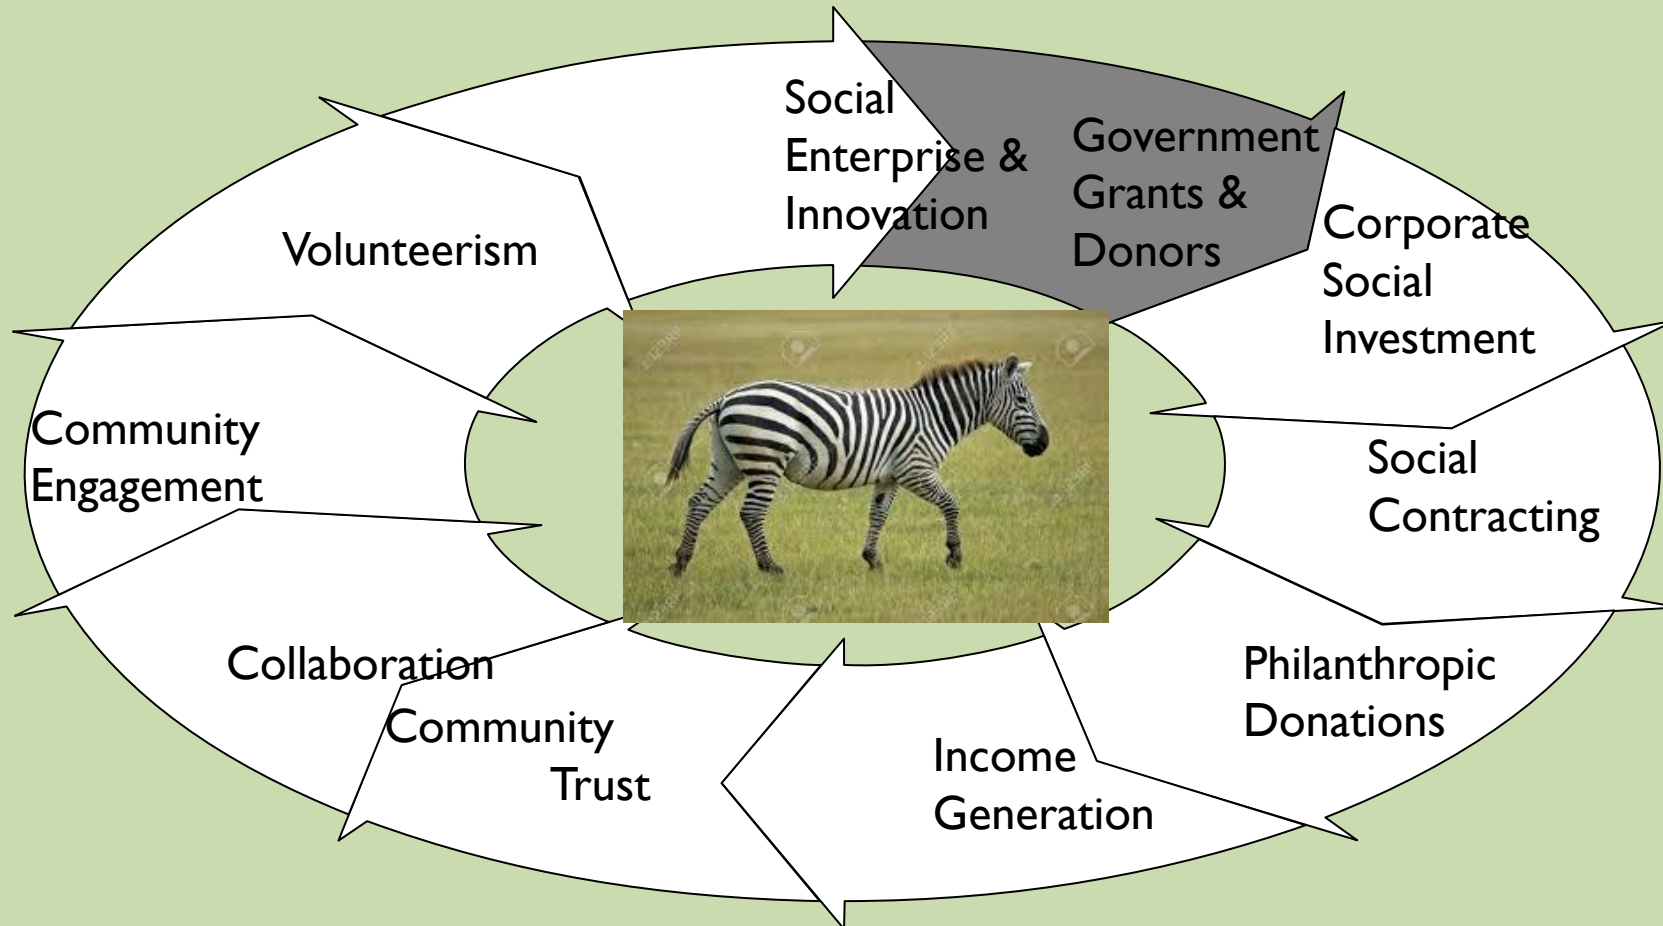 Social
Enterprise &
Innovation
Government
Grants &
Donors
Corporate
Social
Investment
Social
Contracting
Philanthropic
Donations
Income
Generation
Community
Trust
Collaboration
Community
Engagement
Volunteerism